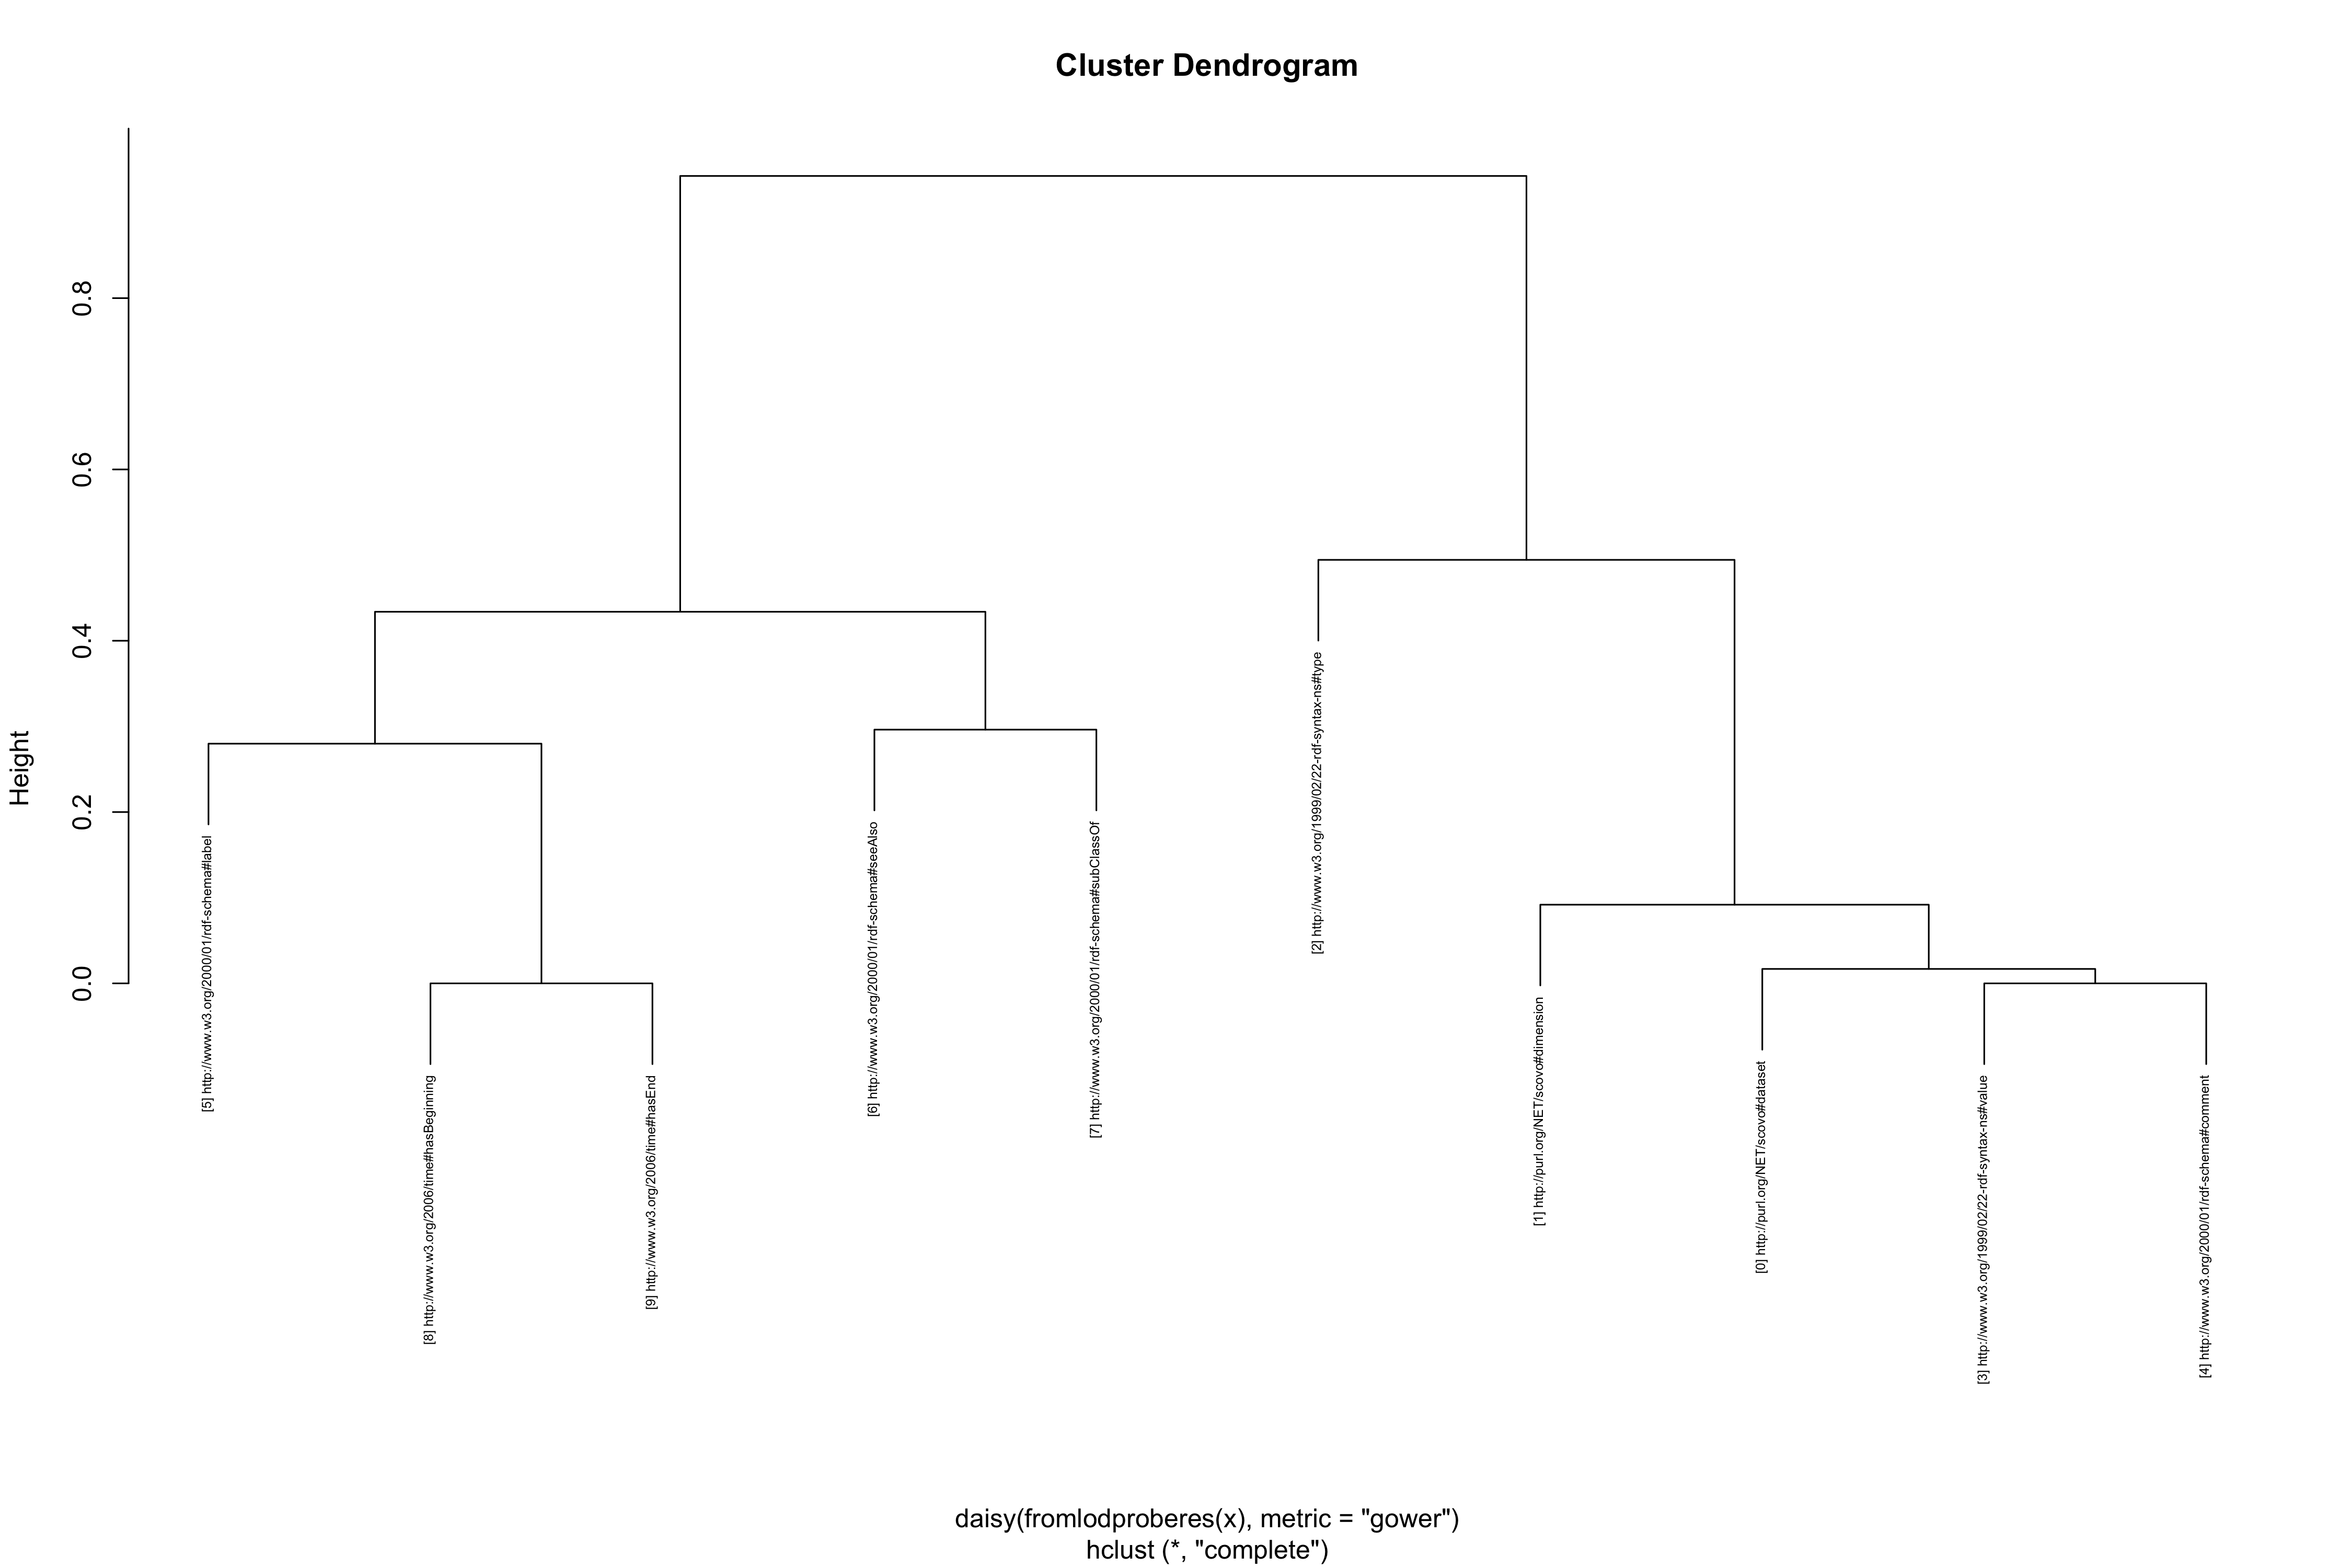 Cluster Dendrogram
Height
0.0
0.2
0.4
0.6
0.8
[5] http://www.w3.org/2000/01/rdf-schema#label
[8] http://www.w3.org/2006/time#hasBeginning
[9] http://www.w3.org/2006/time#hasEnd
[6] http://www.w3.org/2000/01/rdf-schema#seeAlso
[7] http://www.w3.org/2000/01/rdf-schema#subClassOf
[2] http://www.w3.org/1999/02/22-rdf-syntax-ns#type
[1] http://purl.org/NET/scovo#dimension
[0] http://purl.org/NET/scovo#dataset
[3] http://www.w3.org/1999/02/22-rdf-syntax-ns#value
[4] http://www.w3.org/2000/01/rdf-schema#comment
daisy(fromlodproberes(x), metric = "gower")
hclust (*, "complete")